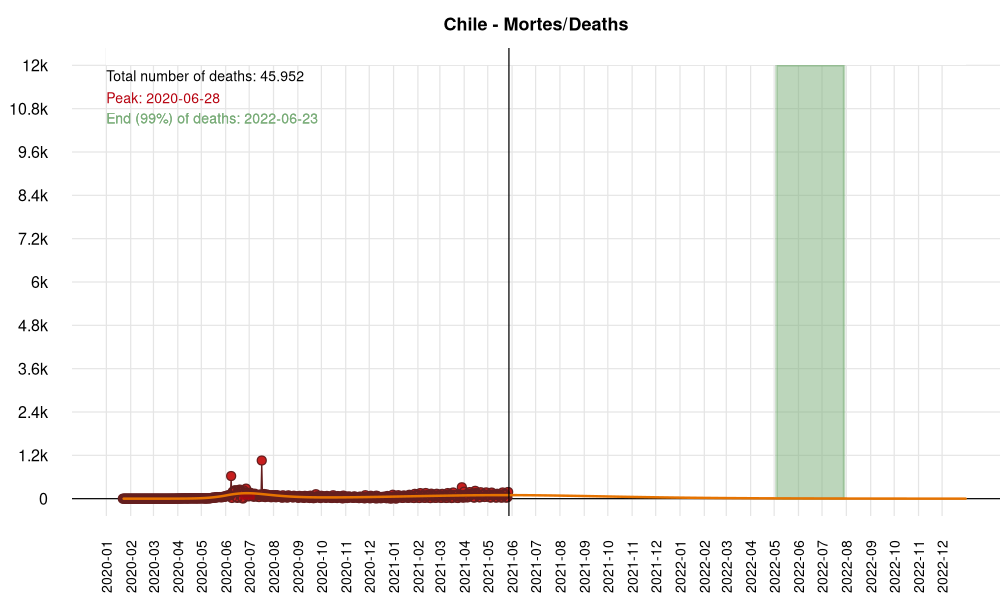 Chile - Mortes/Deaths
Total number of deaths: 45.952
Peak: 2020-06-28
End (99%) of deaths: 2022-06-23
12k
10.8k
9.6k
8.4k
7.2k
6k
4.8k
3.6k
2.4k
1.2k
0
2020-01
2020-02
2020-03
2020-04
2020-05
2020-06
2020-07
2020-08
2020-09
2020-10
2020-11
2020-12
2021-01
2021-02
2021-03
2021-04
2021-05
2021-06
2021-07
2021-08
2021-09
2021-10
2021-11
2021-12
2022-01
2022-02
2022-03
2022-04
2022-05
2022-06
2022-07
2022-08
2022-09
2022-10
2022-11
2022-12